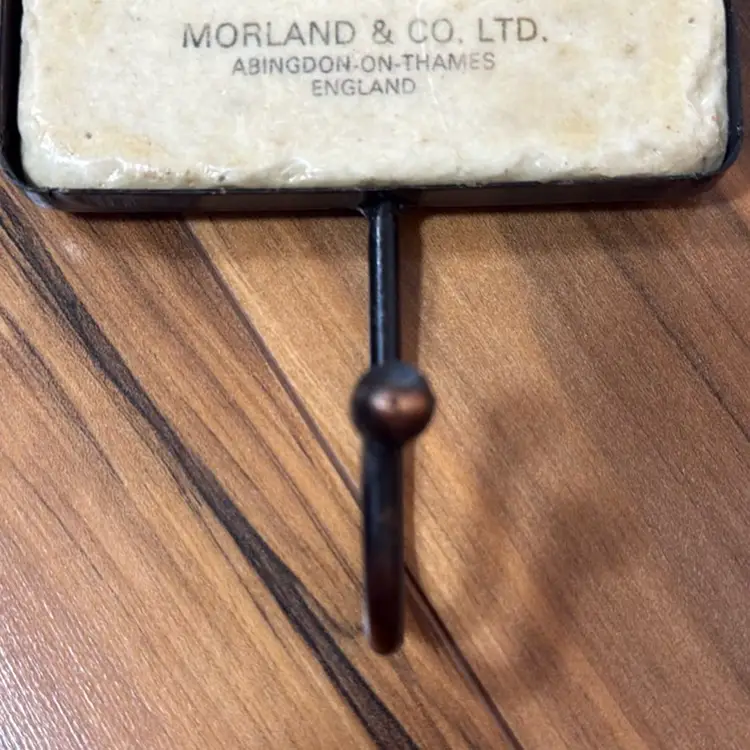 MORLAND & CO. LTD.
ABINGDON-ON-THAMES
ENGLAND